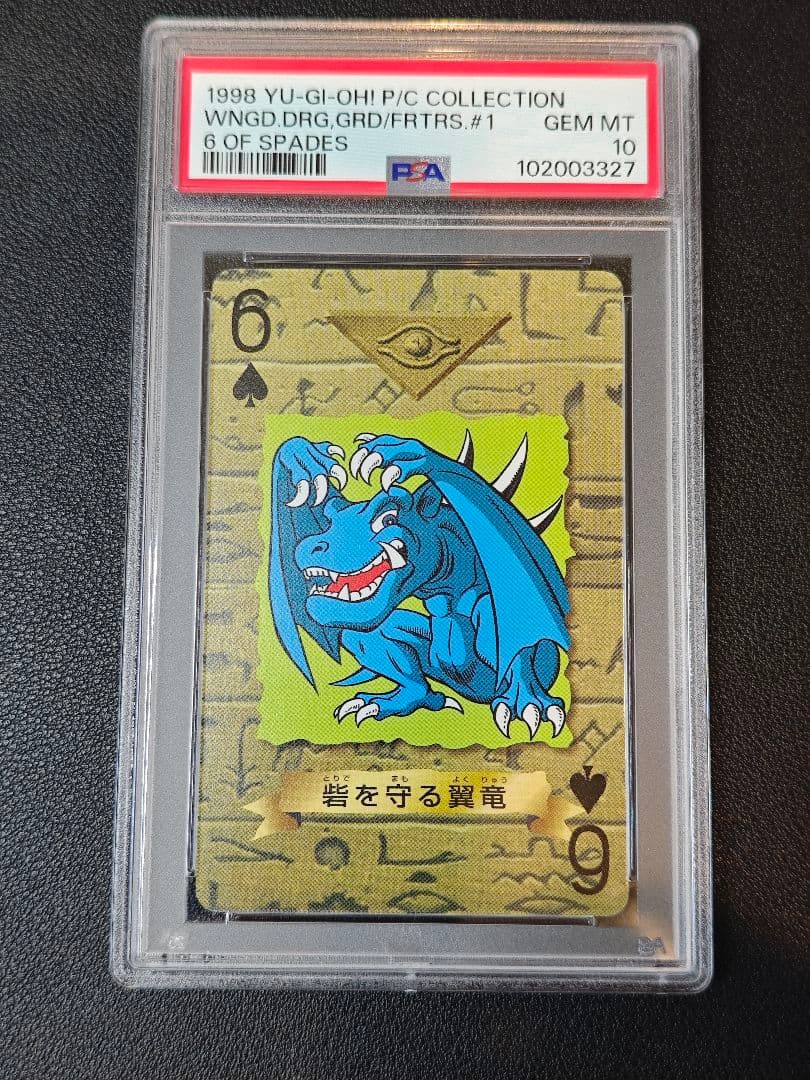 1998 YU-GI-OH! P/C COLLECTION
WNGD.DRG,GRD/FRTRS.#1 GEM MT
6 OF SPADES 10
PSA 102003327
6
とりで まも よく りゅう
砦を守る翼竜
6